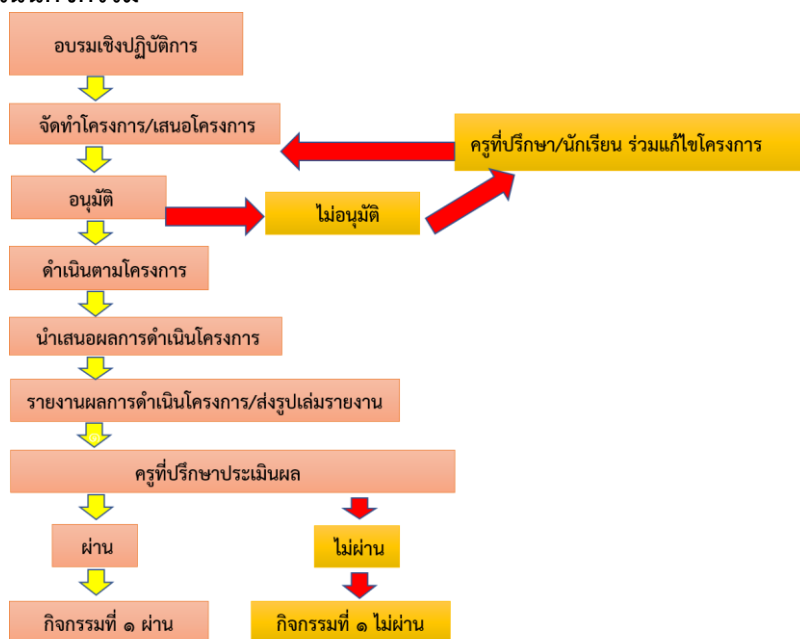 อบรมเชิงปฏิบัติการ
จัดทำโครงการ/เสนอโครงการ
ครูที่ปรึกษา/นักเรียน ร่วมแก้ไขโครงการ
อนุมัติ
ไม่อนุมัติ
ดำเนินตามโครงการ
นำเสนอผลการดำเนินโครงการ
รายงานผลการดำเนินโครงการ/ส่งรูปเล่มรายงาน
ครูที่ปรึกษาประเมินผล
ผ่าน
ไม่ผ่าน
กิจกรรมที่ ๑ ผ่าน
กิจกรรมที่ ๑ ไม่ผ่าน